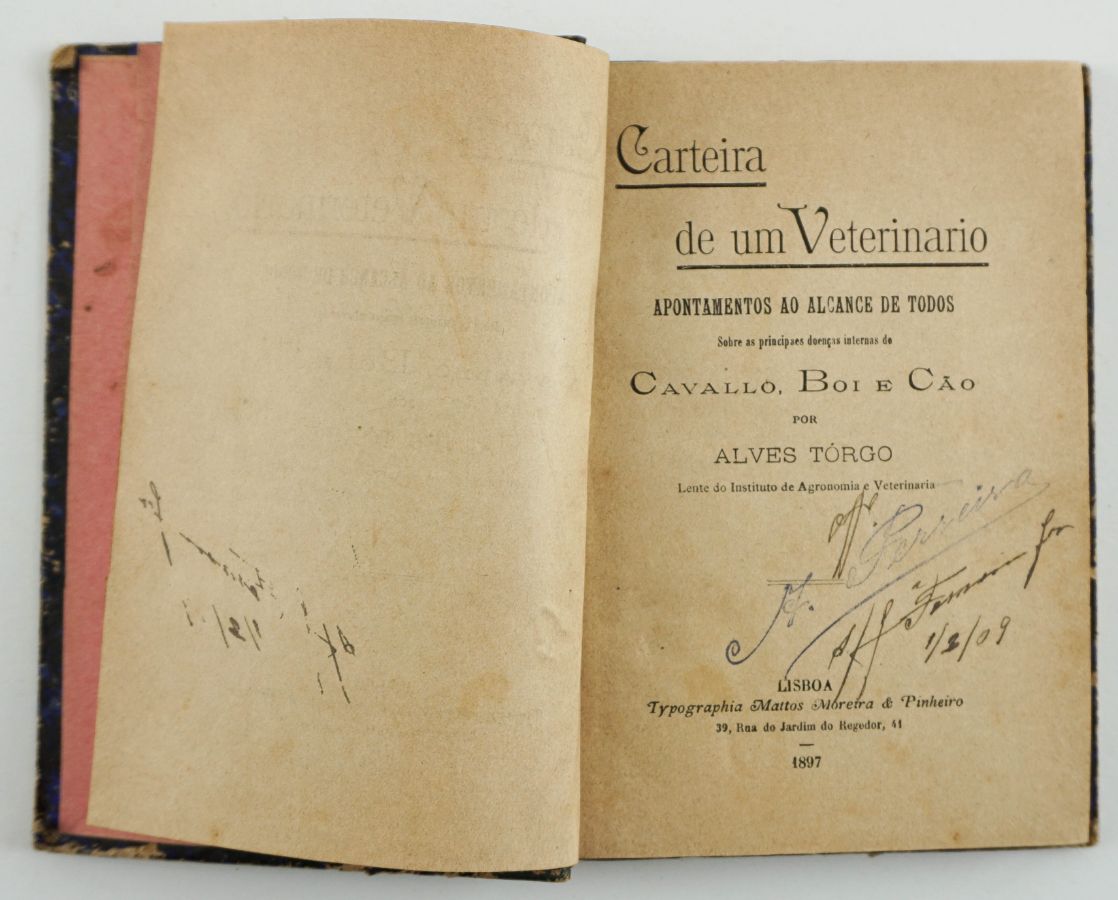 Carteira
de um Veterinario
APONTAMENTOS AO ALCANCE DE TODOS
Sobre as principaes doenças internas do
CAVALLO, BOI E CÃO
POR
ALVES TÓRGO
Lente do Instituto de Agronomia e Veterinaria
A. Ferreira
1/2/09
LISBOA
Typographia Mattos Moreira & Pinheiro
39, Rua do Jardim do Regedor, 41
1897